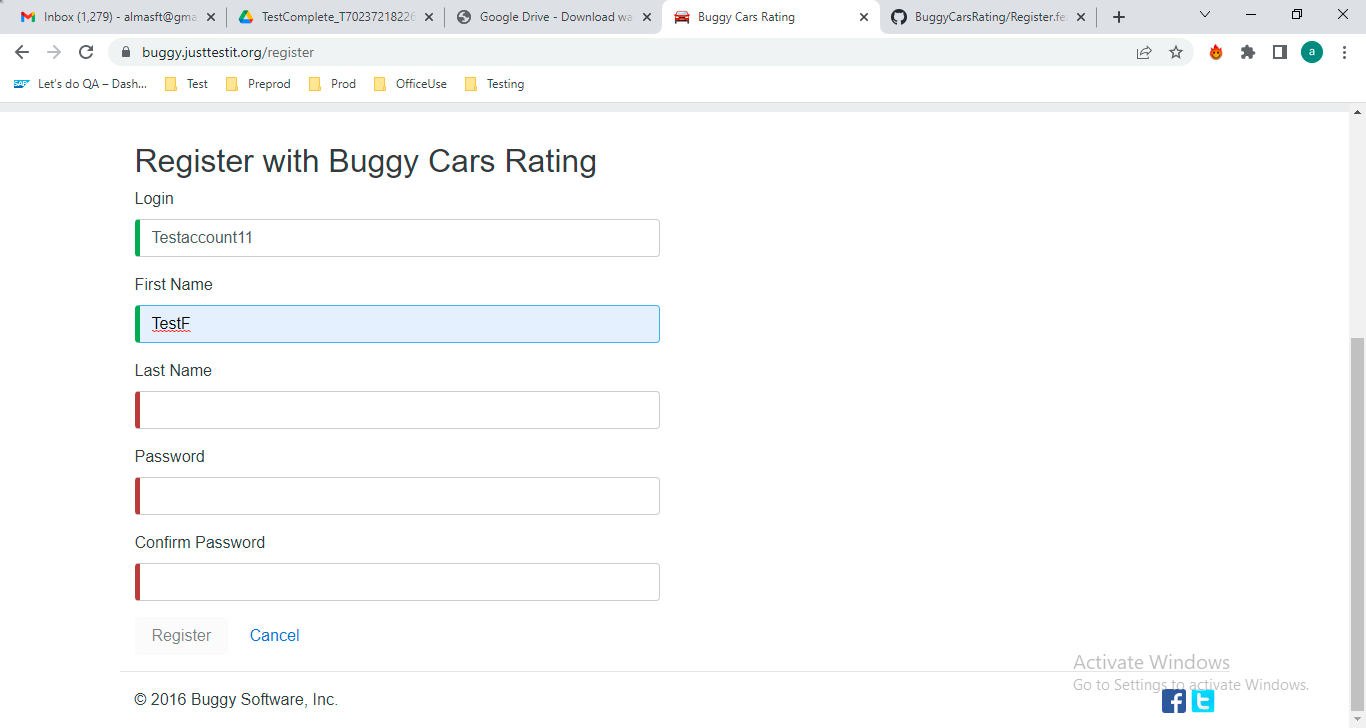 Inbox (1,279) - almasft@gma
TestComplete_T70237218226
Google Drive - Download wa
Buggy Cars Rating
BuggyCarsRating/Register.fe
buggy.justtestit.org/register
a
Let's do QA – Dash...
Test
Preprod
Prod
OfficeUse
Testing
Register with Buggy Cars Rating
Login
Testaccount11
First Name
TestF
Last Name
Password
Confirm Password
Register Cancel
Activate Windows
Go to Settings to activate Windows.
© 2016 Buggy Software, Inc.